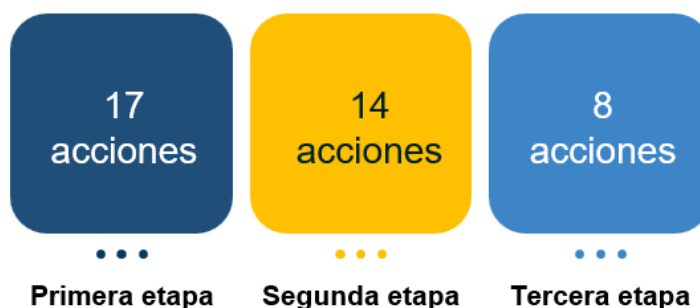 17
acciones
14
acciones
8
acciones
Primera etapa
Segunda etapa
Tercera etapa